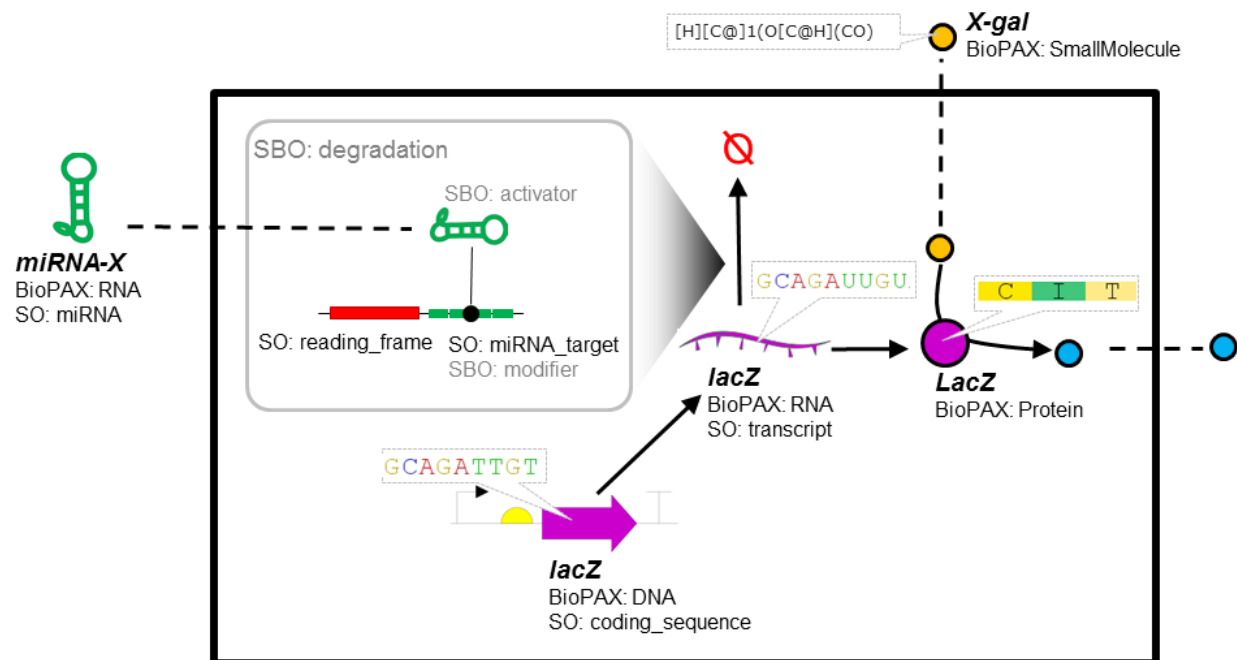 [H][C@]1(O[C@H](CO)
X-gal
BioPAX: SmallMolecule
SBO: degradation
SBO: activator
miRNA-X
BioPAX: RNA
SO: miRNA
SO: reading_frame
SO: miRNA_target
SBO: modifier
GCAGAUUGU.
C I T
lacZ
BioPAX: RNA
SO: transcript
LacZ
BioPAX: Protein
GCAGATTGT
lacZ
BioPAX: DNA
SO: coding_sequence